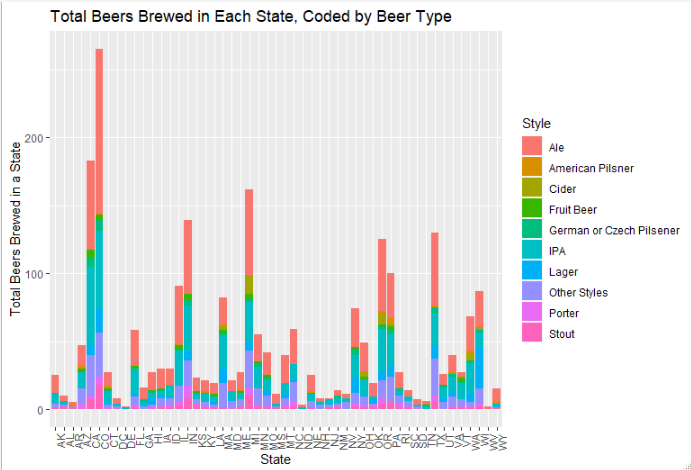 Total Beers Brewed in Each State, Coded by Beer Type
Total Beers Brewed in a State
200
100
0
AK
AL
AR
AZ
CA
CO
CT
DC
DE
FL
GA
HI
IA
ID
IL
IN
KS
KY
LA
MA
MD
ME
MI
MN
MO
MS
MT
NC
ND
NE
NH
NJ
NM
NV
NY
OH
OK
OR
PA
RI
SC
SD
TN
TX
UT
VA
VT
WA
WI
WV
WY
State
Style
Ale
American Pilsner
Cider
Fruit Beer
German or Czech Pilsener
IPA
Lager
Other Styles
Porter
Stout